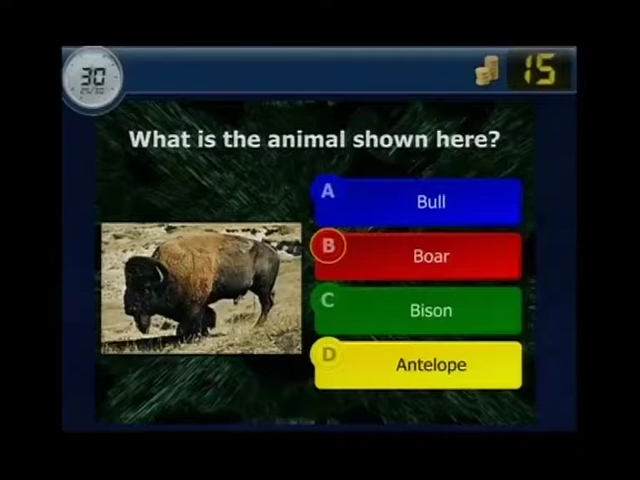 30
15
What is the animal shown here?
A Bull
B Boar
C Bison
D Antelope